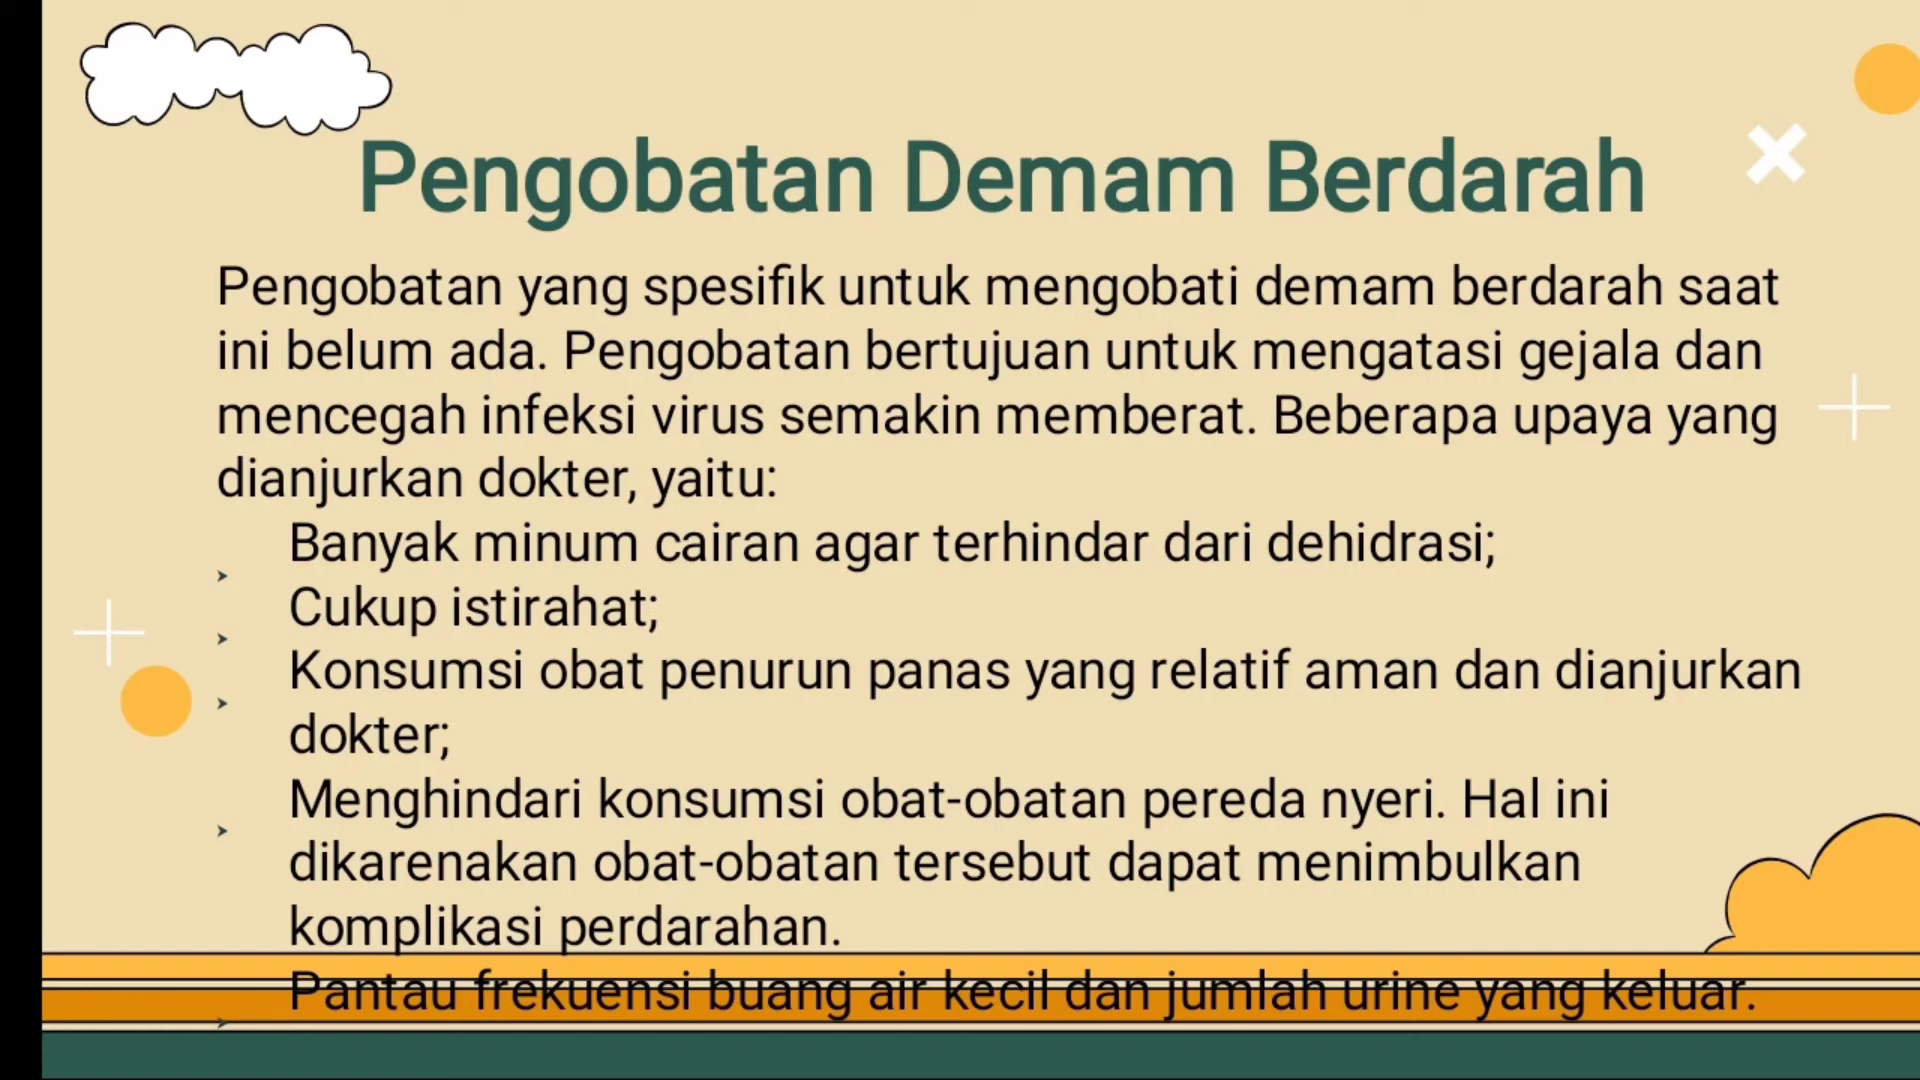 Pengobatan Demam Berdarah
Pengobatan yang spesifik untuk mengobati demam berdarah saat
ini belum ada. Pengobatan bertujuan untuk mengatasi gejala dan
mencegah infeksi virus semakin memberat. Beberapa upaya yang
dianjurkan dokter, yaitu:
Banyak minum cairan agar terhindar dari dehidrasi;
Cukup istirahat;
Konsumsi obat penurun panas yang relatif aman dan dianjurkan
dokter;
Menghindari konsumsi obat-obatan pereda nyeri. Hal ini
dikarenakan obat-obatan tersebut dapat menimbulkan
komplikasi perdarahan.
Pantau frekuensi buang air kecil dan jumlah urine yang keluar.